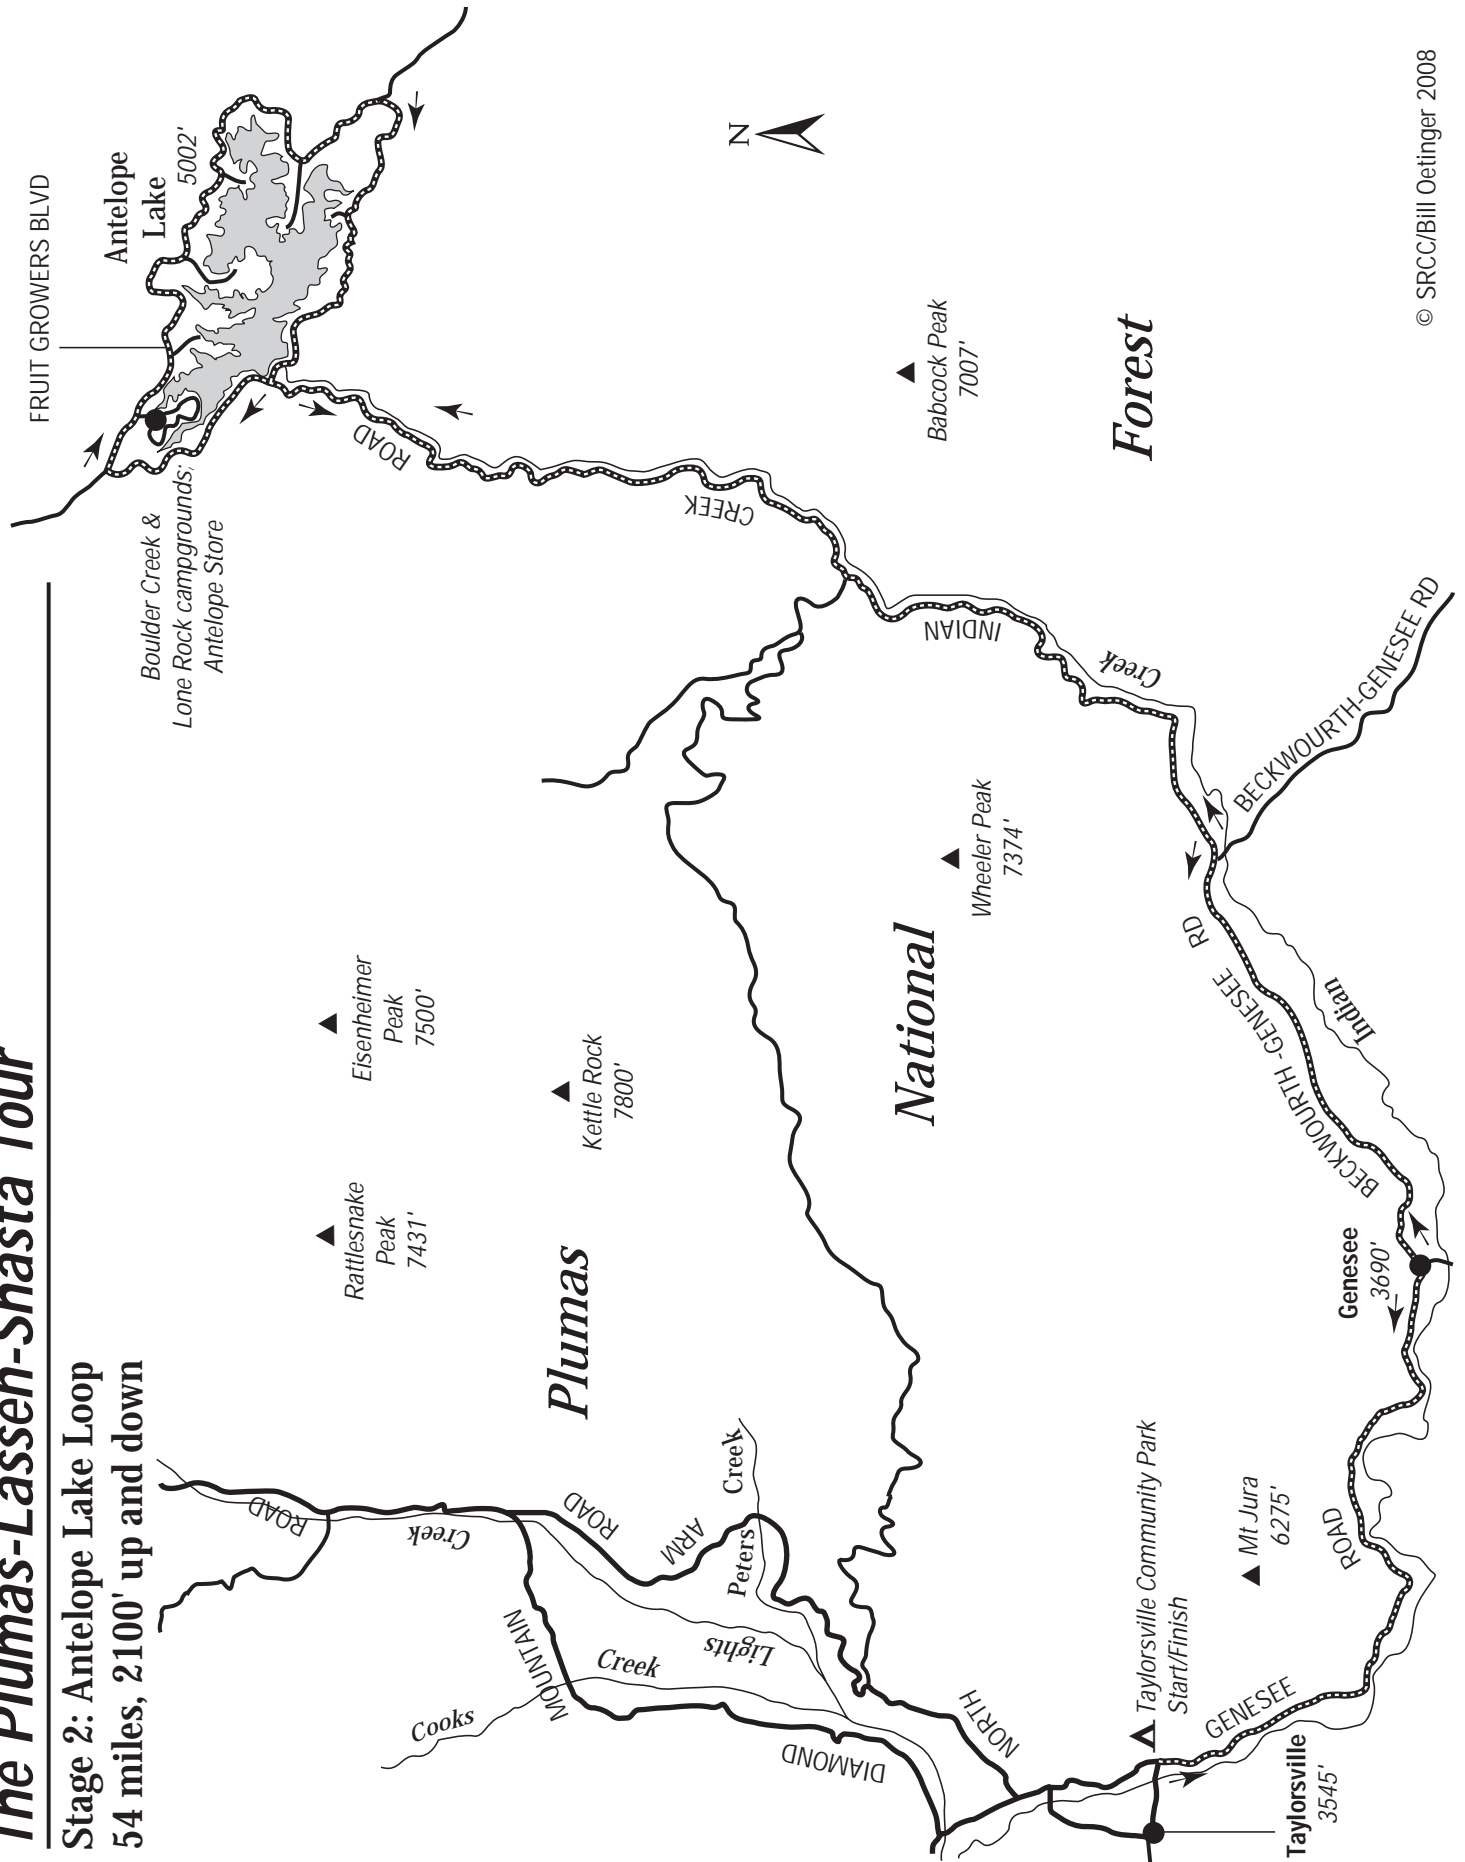 The Plumas-Lassen-Shasta Tour
Stage 2: Antelope Lake Loop
54 miles, 2100' up and down
FRUIT GROWERS BLVD
Antelope
Lake
5002'
Boulder Creek &
Lone Rock campgrounds;
Antelope Store
ROAD
CREEK
INDIAN
Creek
N
Babcock Peak
7007'
Forest
Eisenheimer
Peak
7500'
Rattlesnake
Peak
7431'
Kettle Rock
7800'
Plumas
National
Wheeler Peak
7374'
BECKWOURTH-GENESEE RD
BECKWOURTH - GENESEE RD
Indian
Genesee
3690'
ROAD
Creek
ROAD
ARM
NORTH
Peters Creek
MOUNTAIN
ROAD
DIAMOND
Lights
Cooks Creek
Taylorsville Community Park
Start/Finish
Mt Jura
6275'
GENESEE
Taylorsville
3545'
© SRCC/Bill Oetinger 2008